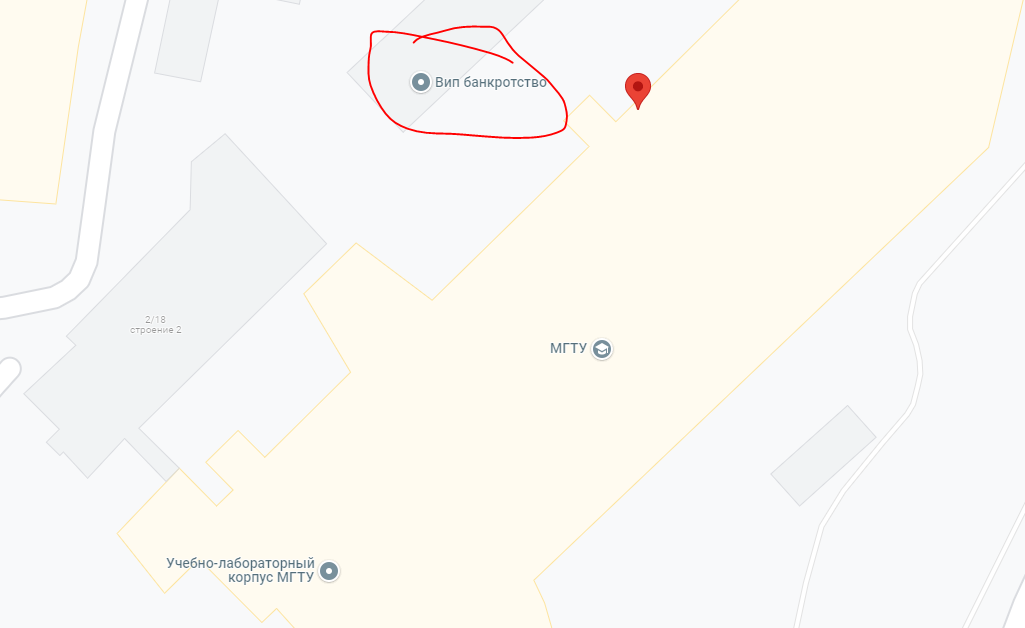 Вип банкротство
2/18
строение 2
МГТУ
Учебно-лабораторный
корпус МГТУ